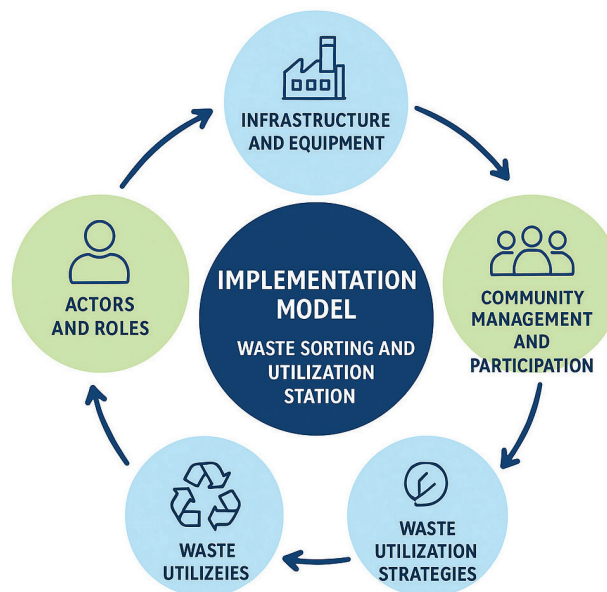 INFRASTRUCTURE
AND EQUIPMENT
ACTORS
AND ROLES
IMPLEMENTATION
MODEL
WASTE SORTING AND
UTILIZATION
STATION
COMMUNITY
MANAGEMENT
AND
PARTICIPATION
WASTE
UTILIZEIES
WASTE
UTILIZATION
STRATEGIES